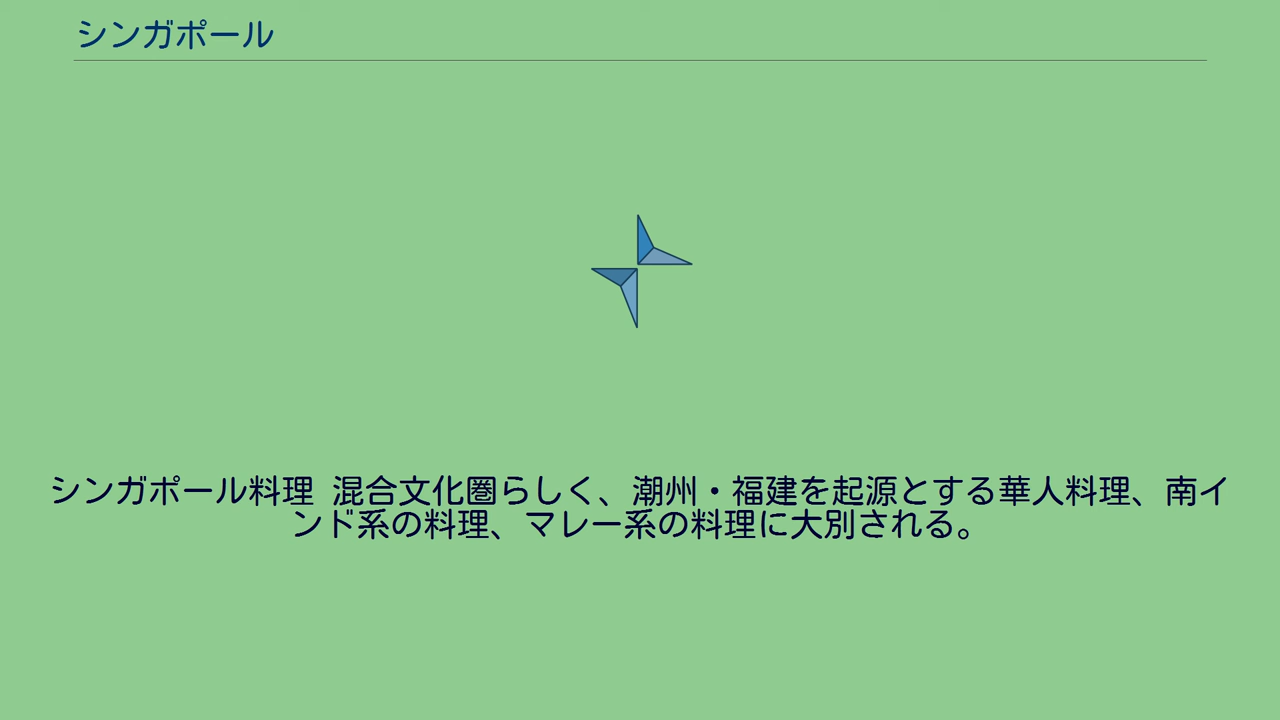 シンガポール
シンガポール料理 混合文化圏らしく、潮州・福建を起源とする華人料理、南イ
ンド系の料理、マレー系の料理に大別される。